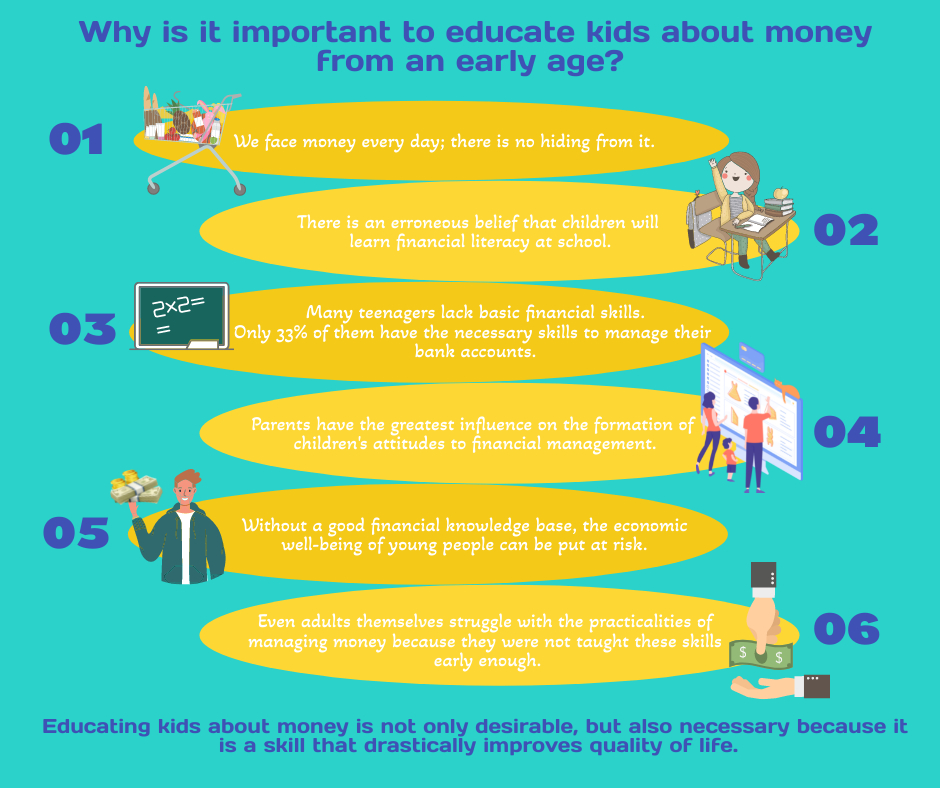 Why is it important to educate kids about money
from an early age?
01
We face money every day; there is no hiding from it.
There is an erroneous belief that children will
learn financial literacy at school.
02
2x2=
=
03
Many teenagers lack basic financial skills.
Only 33% of them have the necessary skills to manage their
bank accounts.
Parents have the greatest influence on the formation of
children's attitudes to financial management.
04
05
Without a good financial knowledge base, the economic
well-being of young people can be put at risk.
Even adults themselves struggle with the practicalities of
managing money because they were not taught these skills
early enough.
06
$ $
Educating kids about money is not only desirable, but also necessary because it
is a skill that drastically improves quality of life.